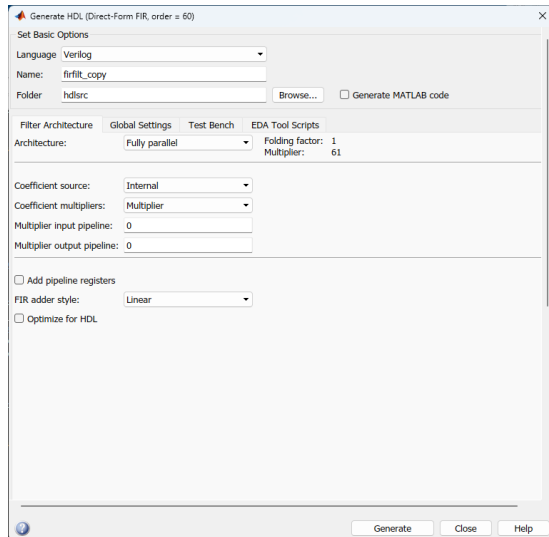 Generate HDL (Direct-Form FIR, order = 60)
Set Basic Options
Language Verilog
Name: firfilt_copy
Folder hdlsrc Browse... Generate MATLAB code
Filter Architecture Global Settings Test Bench EDA Tool Scripts
Architecture: Fully parallel Folding factor: 1
Multiplier: 61
Coefficient source: Internal
Coefficient multipliers: Multiplier
Multiplier input pipeline: 0
Multiplier output pipeline: 0
Add pipeline registers
FIR adder style: Linear
Optimize for HDL
? Generate Close Help